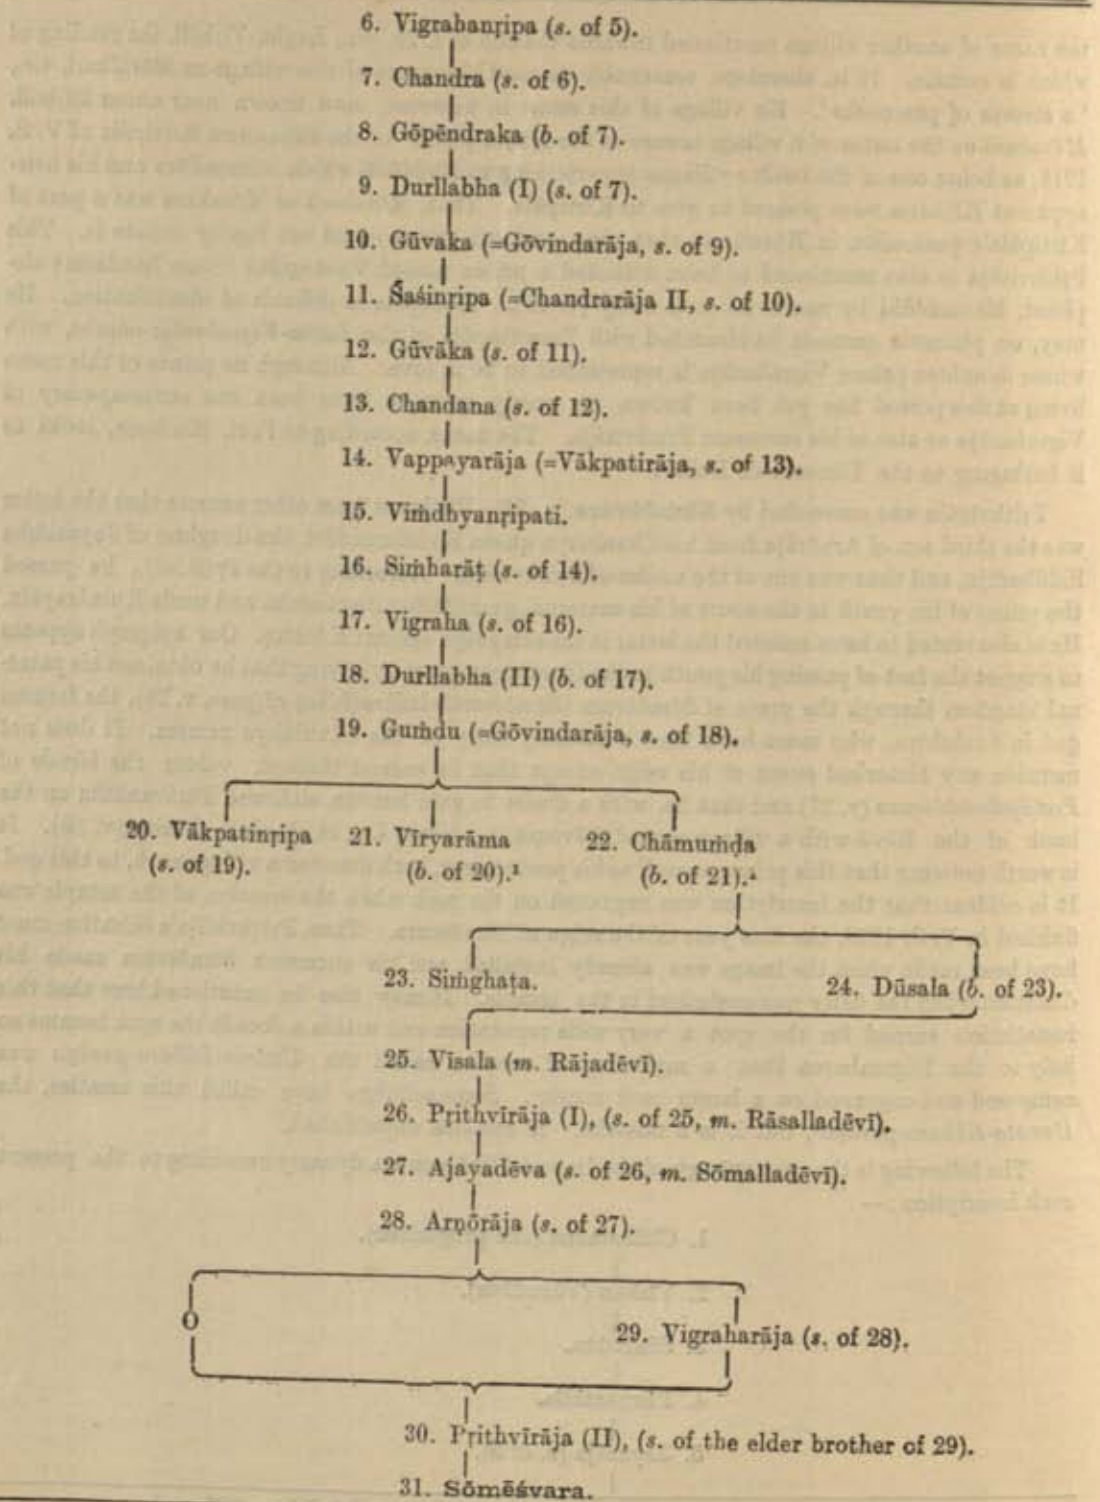 6. Vigrahanṛipa (s. of 5).
7. Chandra (s. of 6).
8. Gōpēndraka (b. of 7).
9. Durllabha (I) (s. of 7).
10. Gūvaka (=Gōvindarāja, s. of 9).
11. Śaśinṛipa (=Chandrarāja II, s. of 10).
12. Gūvāka (s. of 11).
13. Chandana (s. of 12).
14. Vappayarāja (=Vākpatirāja, s. of 13).
15. Viṁdhyanṛipati.
16. Siṁharāṭ (s. of 14).
17. Vigraha (s. of 16).
18. Durllabha (II) (b. of 17).
19. Guṁdu (=Gōvindarāja, s. of 18).
20. Vākpatinṛipa 21. Vīryarāma 22. Chāmuṁḍa
(s. of 19). (b. of 20).¹ (b. of 21).¹
23. Siṁghaṭa. 24. Dūsala (b. of 23).
25. Vīsala (m. Rājadēvī).
26. Pṛithvīrāja (I), (s. of 25, m. Rāsalladēvī).
27. Ajayadēva (s. of 26, m. Sōmalladēvī).
28. Arṇōrāja (s. of 27).
O
29. Vigraharāja (s. of 28).
30. Pṛithvīrāja (II), (s. of the elder brother of 29).
31. Sōmēśvara.